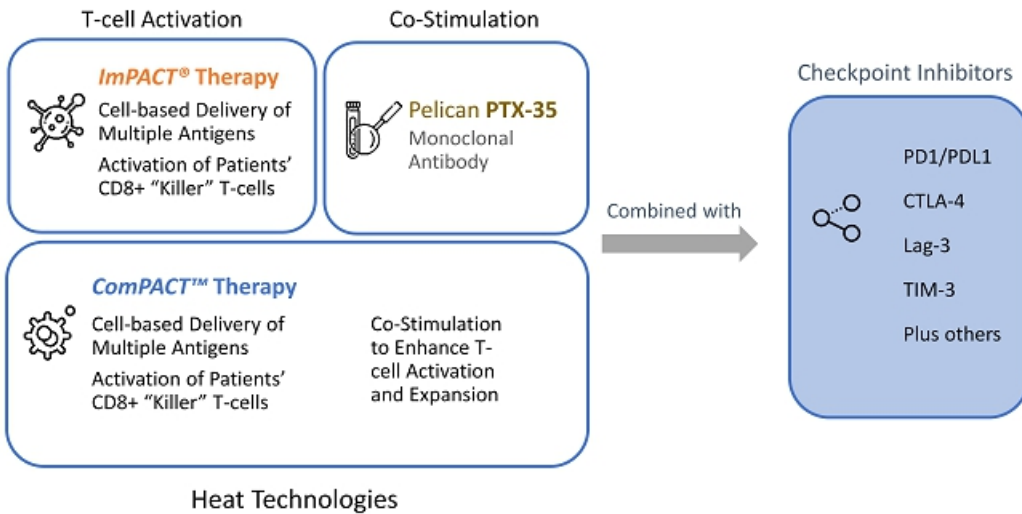 T-cell Activation
Co-Stimulation
ImPACT® Therapy
Cell-based Delivery of
Multiple Antigens
Activation of Patients’
CD8+ “Killer” T-cells
Pelican PTX-35
Monoclonal
Antibody
ComPACT™ Therapy
Cell-based Delivery of
Multiple Antigens
Activation of Patients’
CD8+ “Killer” T-cells
Co-Stimulation
to Enhance T-
cell Activation
and Expansion
Heat Technologies
Combined with
Checkpoint Inhibitors
PD1/PDL1
CTLA-4
Lag-3
TIM-3
Plus others